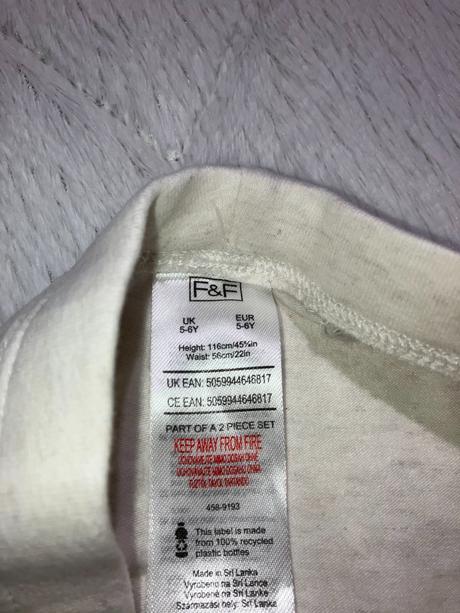 F&F
UK EUR
5-6Y 5-6Y
Height: 116cm/45⅝in
Waist: 56cm/22in
UK EAN: 5059944646817
CE EAN: 5059944646817
PART OF A 2 PIECE SET
KEEP AWAY FROM FIRE
458-9193
This label is made
from 100% recycled
plastic bottles
Made in Sri Lanka
Vyrobeno na Srí Lance
Vyrobené na Srí Lanke
Származási hely: Srí Lanka